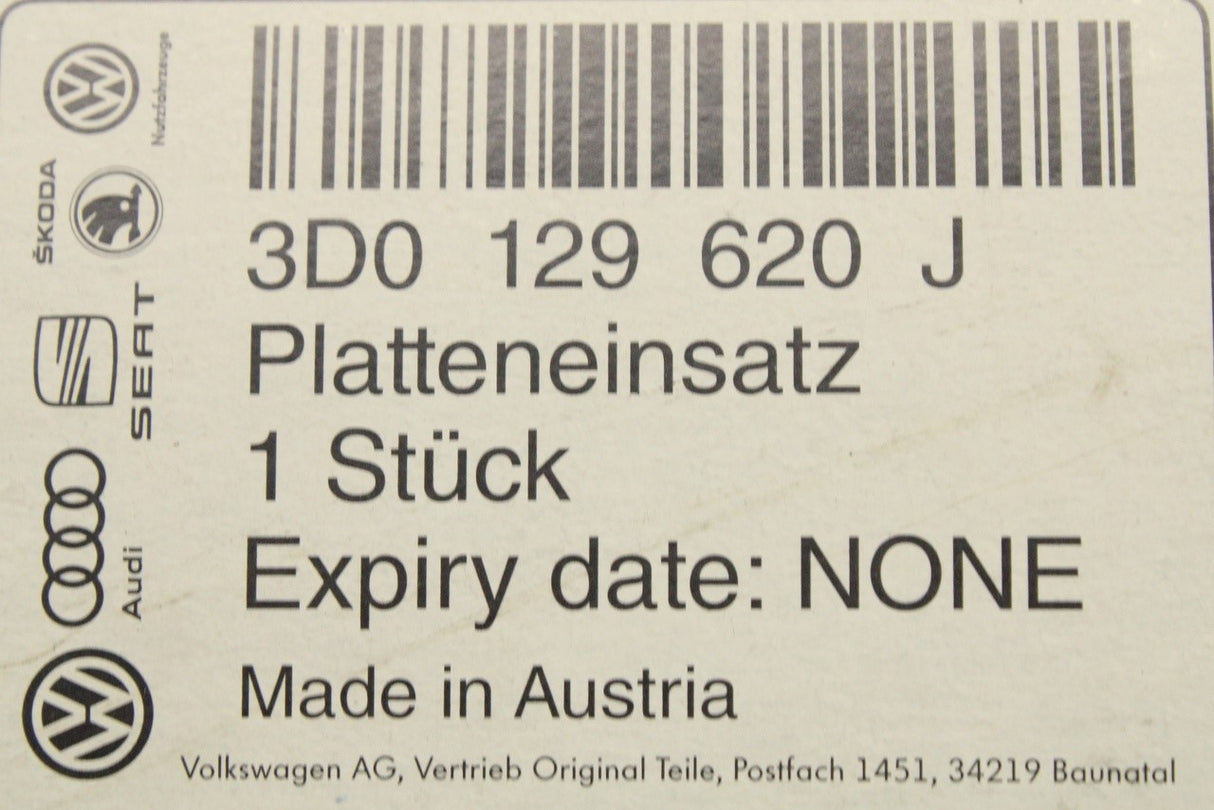 Nutzfahrzeuge
ŠKODA
SEAT
Audi
3D0 129 620 J
Platteneinsatz
1 Stück
Expiry date: NONE
Made in Austria
Volkswagen AG, Vertrieb Original Teile, Postfach 1451, 34219 Baunatal